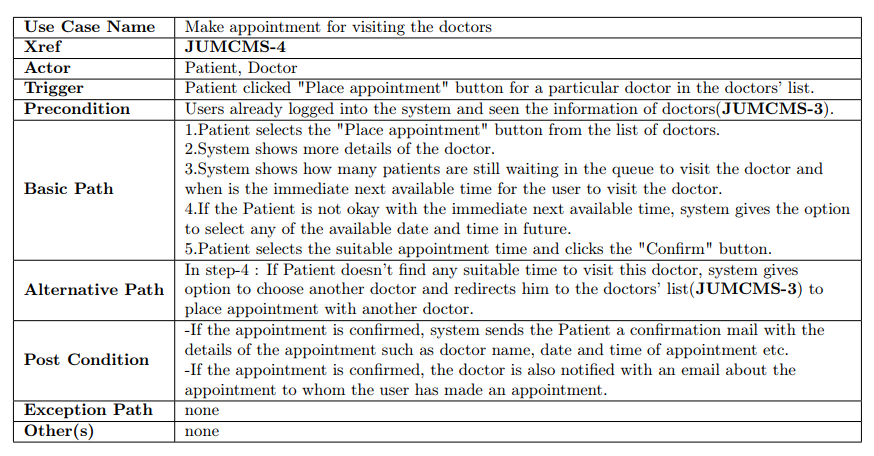 Use Case Name Make appointment for visiting the doctors
Xref JUMCMS-4
Actor Patient, Doctor
Trigger Patient clicked "Place appointment" button for a particular doctor in the doctors' list.
Precondition Users already logged into the system and seen the information of doctors(JUMCMS-3).
Basic Path
1.Patient selects the "Place appointment" button from the list of doctors.
2.System shows more details of the doctor.
3.System shows how many patients are still waiting in the queue to visit the doctor and
when is the immediate next available time for the user to visit the doctor.
4.If the Patient is not okay with the immediate next available time, system gives the option
to select any of the available date and time in future.
5.Patient selects the suitable appointment time and clicks the "Confirm" button.
Alternative Path
In step-4 : If Patient doesn't find any suitable time to visit this doctor, system gives
option to choose another doctor and redirects him to the doctors' list(JUMCMS-3) to
place appointment with another doctor.
Post Condition
-If the appointment is confirmed, system sends the Patient a confirmation mail with the
details of the appointment such as doctor name, date and time of appointment etc.
-If the appointment is confirmed, the doctor is also notified with an email about the
appointment to whom the user has made an appointment.
Exception Path none
Other(s) none